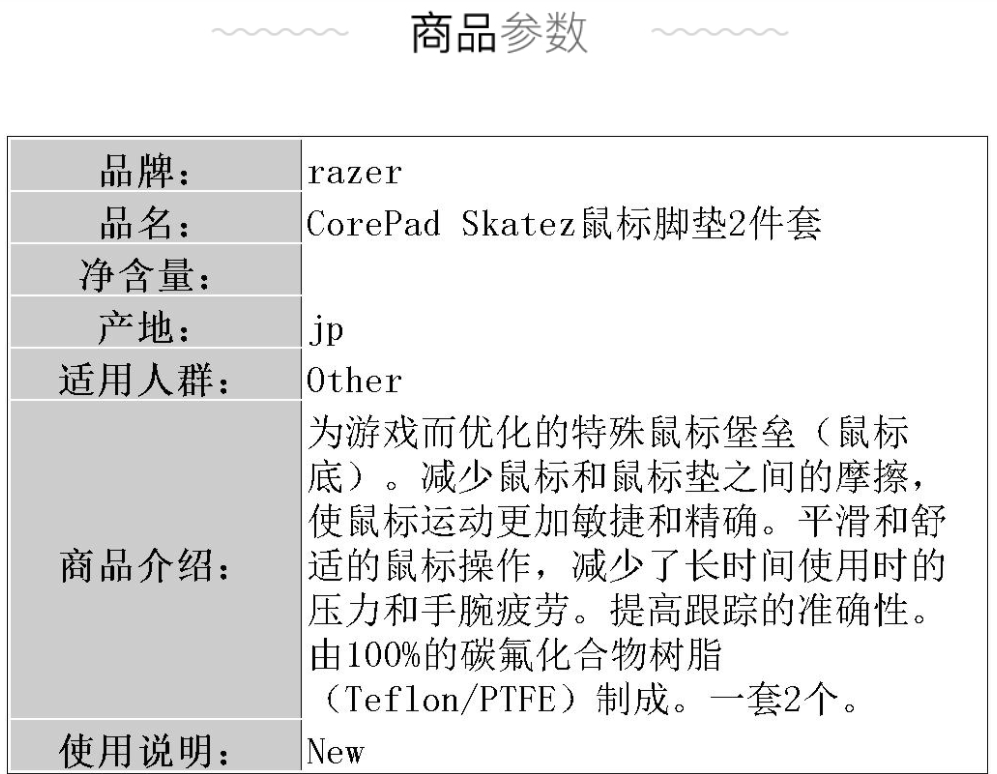 商品参数
品牌： razer
品名： CorePad Skatez鼠标脚垫2件套
净含量：
产地： jp
适用人群： Other
商品介绍：
为游戏而优化的特殊鼠标堡垒（鼠标
底）。减少鼠标和鼠标垫之间的摩擦，
使鼠标运动更加敏捷和精确。平滑和舒
适的鼠标操作，减少了长时间使用时的
压力和手腕疲劳。提高跟踪的准确性。
由100%的碳氟化合物树脂
（Teflon/PTFE）制成。一套2个。
使用说明： New